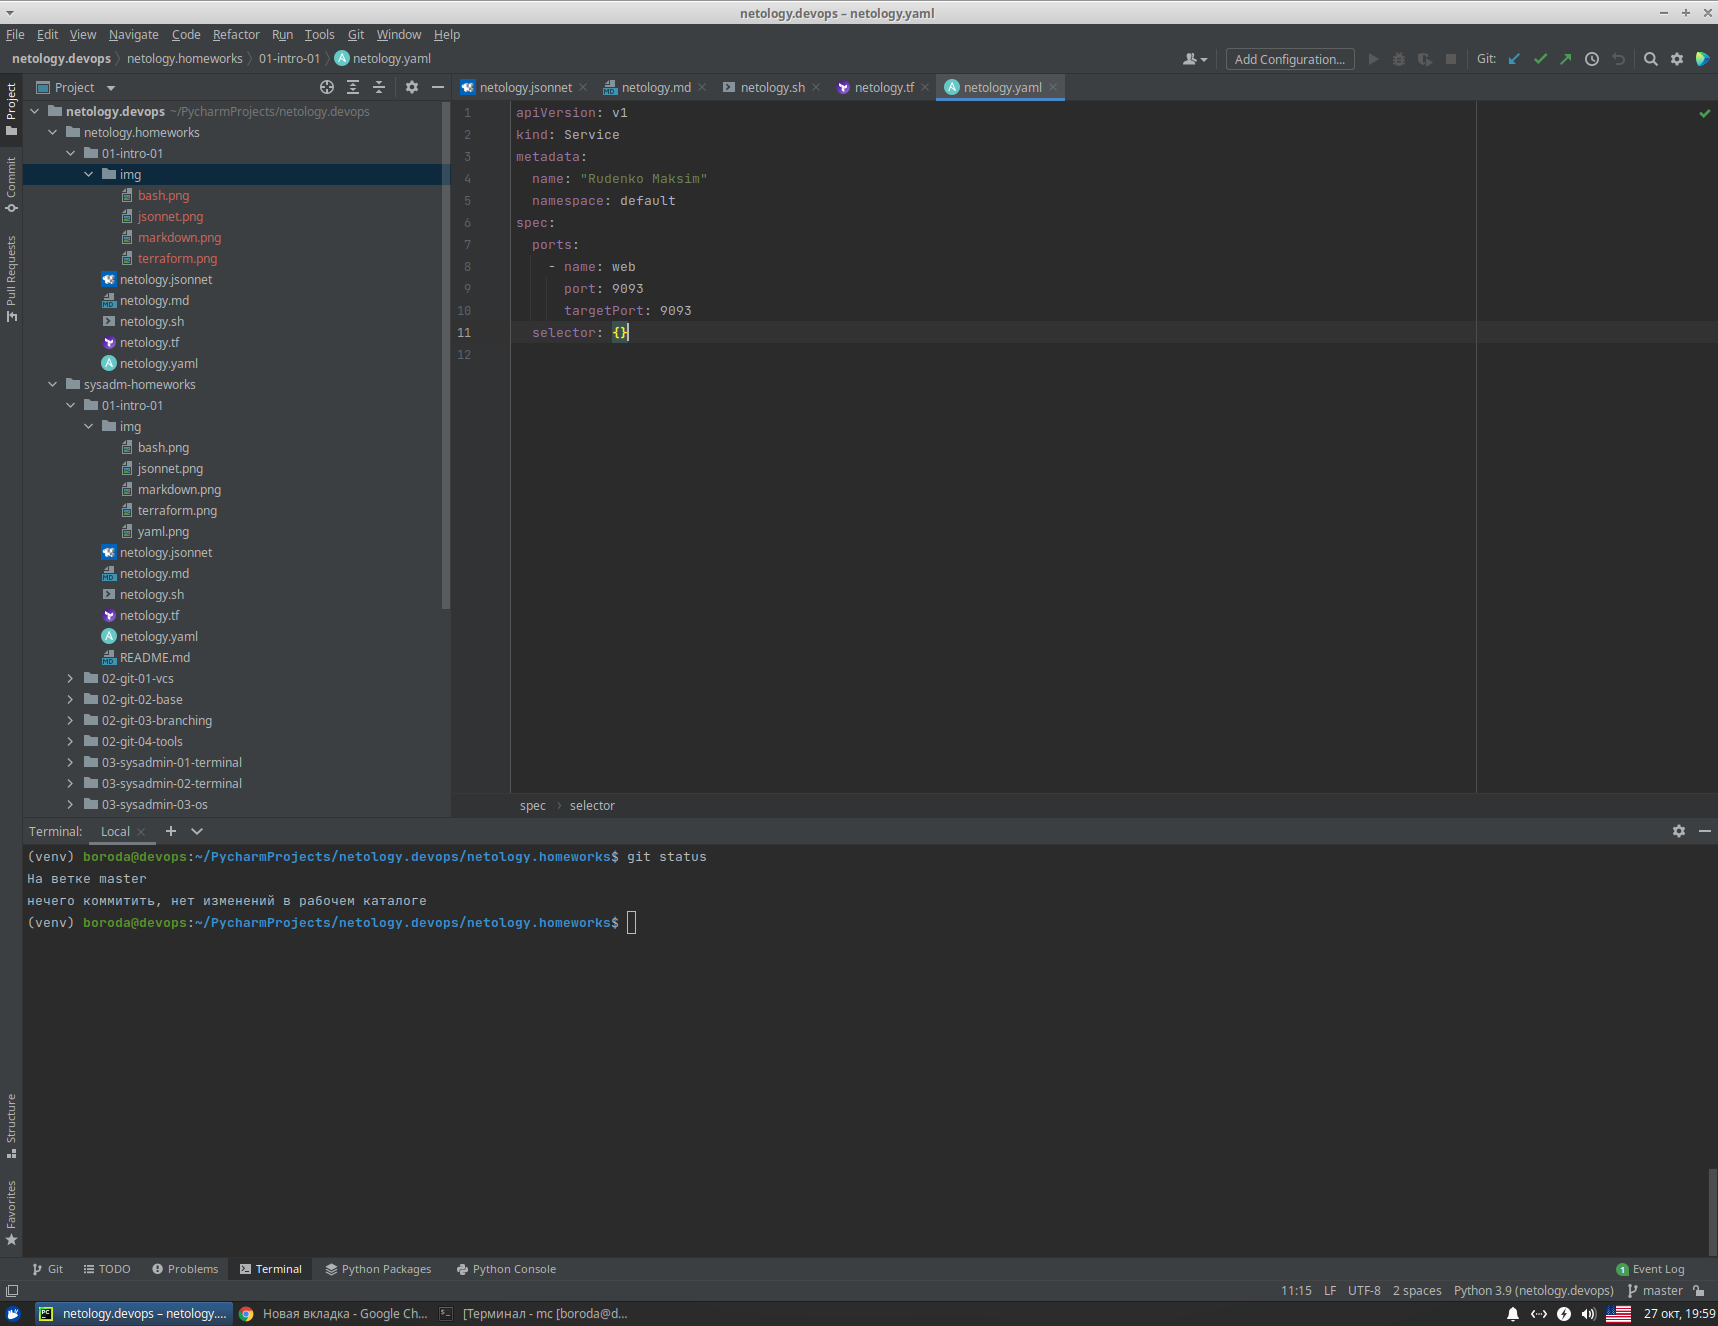 netology.devops – netology.yaml
File Edit View Navigate Code Refactor Run Tools Git Window Help
netology.devops netology.homeworks 01-intro-01 netology.yaml Add Configuration... Git:
Project
netology.jsonnet netology.md netology.sh netology.tf netology.yaml
Project
Commit
Pull Requests
netology.devops ~/PycharmProjects/netology.devops
netology.homeworks
01-intro-01
img
bash.png
jsonnet.png
markdown.png
terraform.png
netology.jsonnet
netology.md
netology.sh
netology.tf
netology.yaml
sysadm-homeworks
01-intro-01
img
bash.png
jsonnet.png
markdown.png
terraform.png
yaml.png
netology.jsonnet
netology.md
netology.sh
netology.tf
netology.yaml
README.md
02-git-01-vcs
02-git-02-base
02-git-03-branching
02-git-04-tools
03-sysadmin-01-terminal
03-sysadmin-02-terminal
03-sysadmin-03-os
1 apiVersion: v1
2 kind: Service
3 metadata:
4 name: "Rudenko Maksim"
5 namespace: default
6 spec:
7 ports:
8 - name: web
9 port: 9093
10 targetPort: 9093
11 selector: {}
12
spec selector
Terminal: Local
(venv) boroda@devops:~/PycharmProjects/netology.devops/netology.homeworks$ git status
На ветке master
нечего коммитить, нет изменений в рабочем каталоге
(venv) boroda@devops:~/PycharmProjects/netology.devops/netology.homeworks$
Structure
Favorites
Git TODO Problems Terminal Python Packages Python Console 1 Event Log
11:15 LF UTF-8 2 spaces Python 3.9 (netology.devops) master
netology.devops – netology.... Новая вкладка - Google Ch... [Терминал - mc [boroda@d... 27 окт, 19:59